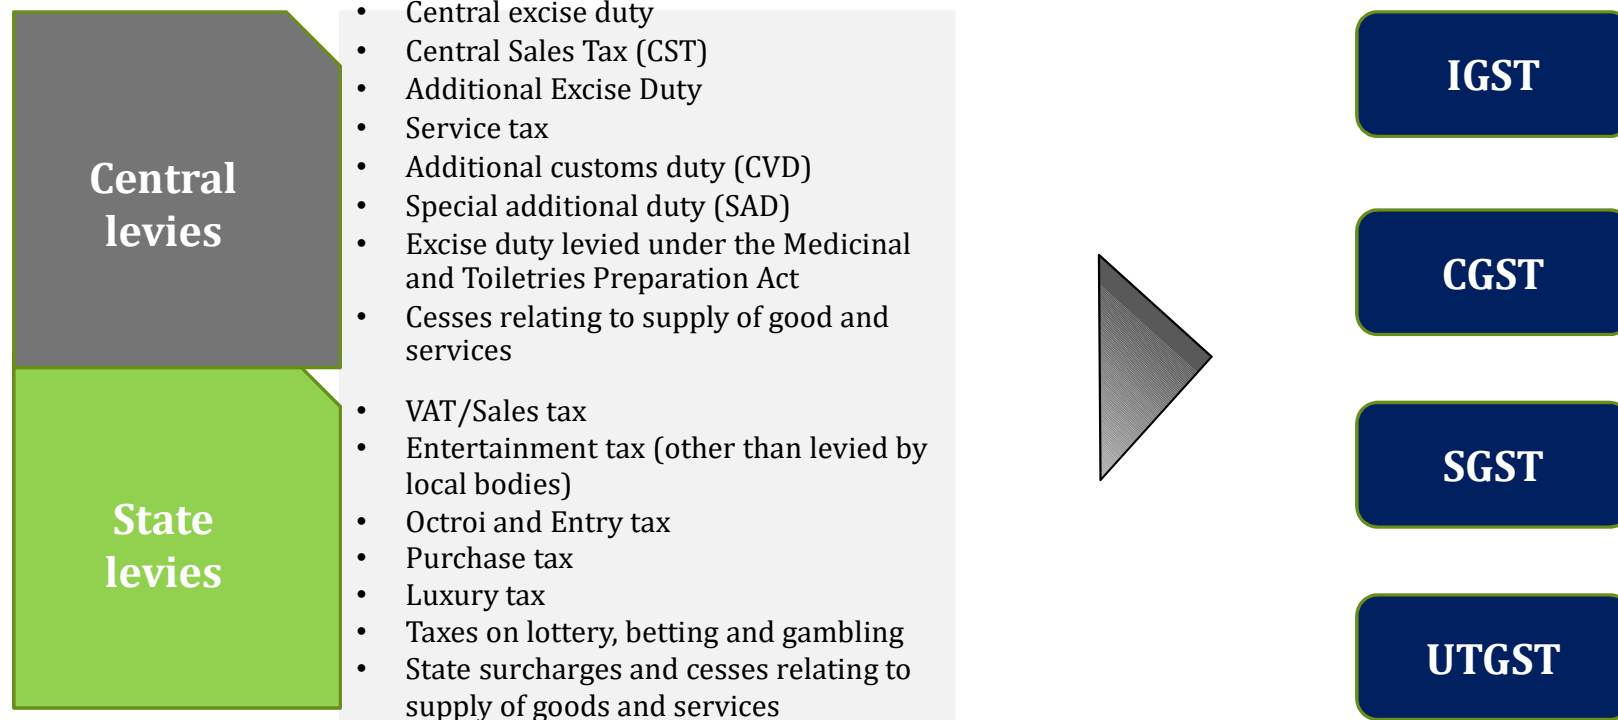 Central
levies
• Central excise duty
• Central Sales Tax (CST)
• Additional Excise Duty
• Service tax
• Additional customs duty (CVD)
• Special additional duty (SAD)
• Excise duty levied under the Medicinal
and Toiletries Preparation Act
• Cesses relating to supply of good and
services
State
levies
• VAT/Sales tax
• Entertainment tax (other than levied by
local bodies)
• Octroi and Entry tax
• Purchase tax
• Luxury tax
• Taxes on lottery, betting and gambling
• State surcharges and cesses relating to
supply of goods and services
IGST
CGST
SGST
UTGST